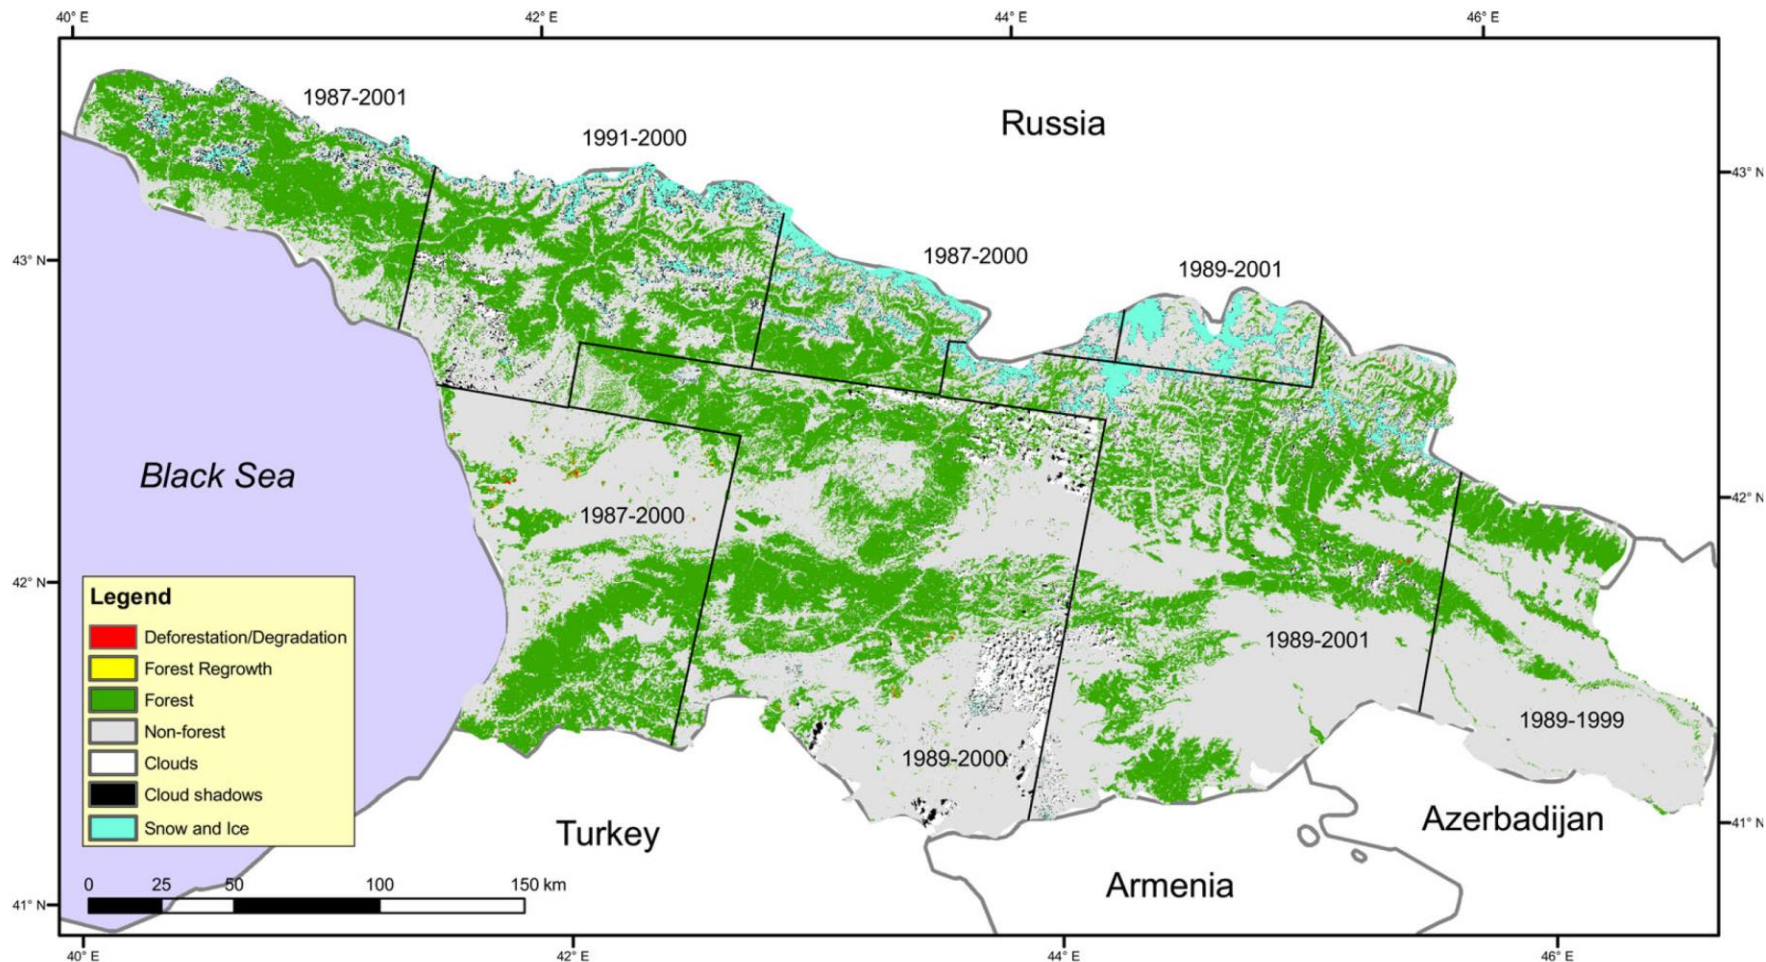 40° E
42° E
44° E
46° E
1987-2001
1991-2000
Russia
43° N
43° N
1987-2000
1989-2001
Black Sea
42° N
1987-2000
42° N
Legend
Deforestation/Degradation
Forest Regrowth
Forest
Non-forest
Clouds
Cloud shadows
Snow and Ice
1989-2001
1989-1999
1989-2000
Turkey
Azerbadijan
41° N
Armenia
0 25 50 100 150 km
41° N
40° E
42° E
44° E
46° E